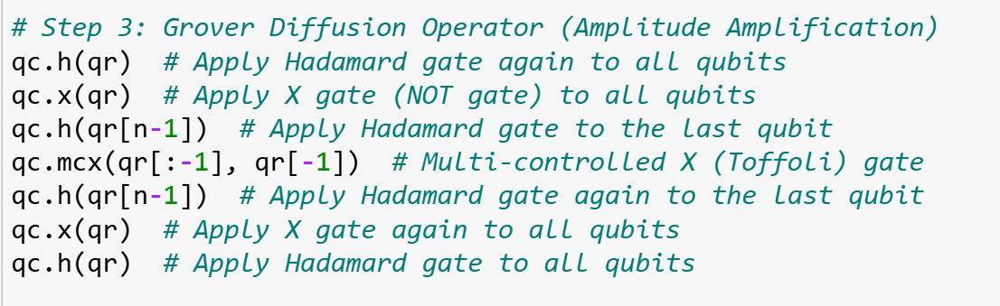 # Step 3: Grover Diffusion Operator (Amplitude Amplification)
qc.h(qr)  # Apply Hadamard gate again to all qubits
qc.x(qr)  # Apply X gate (NOT gate) to all qubits
qc.h(qr[n-1])  # Apply Hadamard gate to the last qubit
qc.mcx(qr[:-1], qr[-1])  # Multi-controlled X (Toffoli) gate
qc.h(qr[n-1])  # Apply Hadamard gate again to the last qubit
qc.x(qr)  # Apply X gate again to all qubits
qc.h(qr)  # Apply Hadamard gate to all qubits